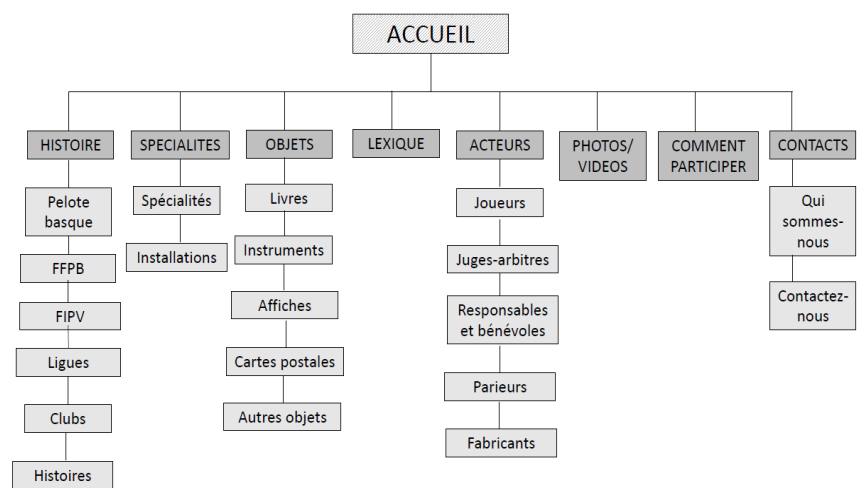 ACCUEIL
HISTOIRE
SPECIALITES
OBJETS
LEXIQUE
ACTEURS
PHOTOS/
VIDEOS
COMMENT
PARTICIPER
CONTACTS
Pelote
basque
FFPB
FIPV
Ligues
Clubs
Histoires
Spécialités
Installations
Livres
Instruments
Affiches
Cartes postales
Autres objets
Joueurs
Juges-arbitres
Responsables
et bénévoles
Parieurs
Fabricants
Qui
sommes-
nous
Contactez-
nous